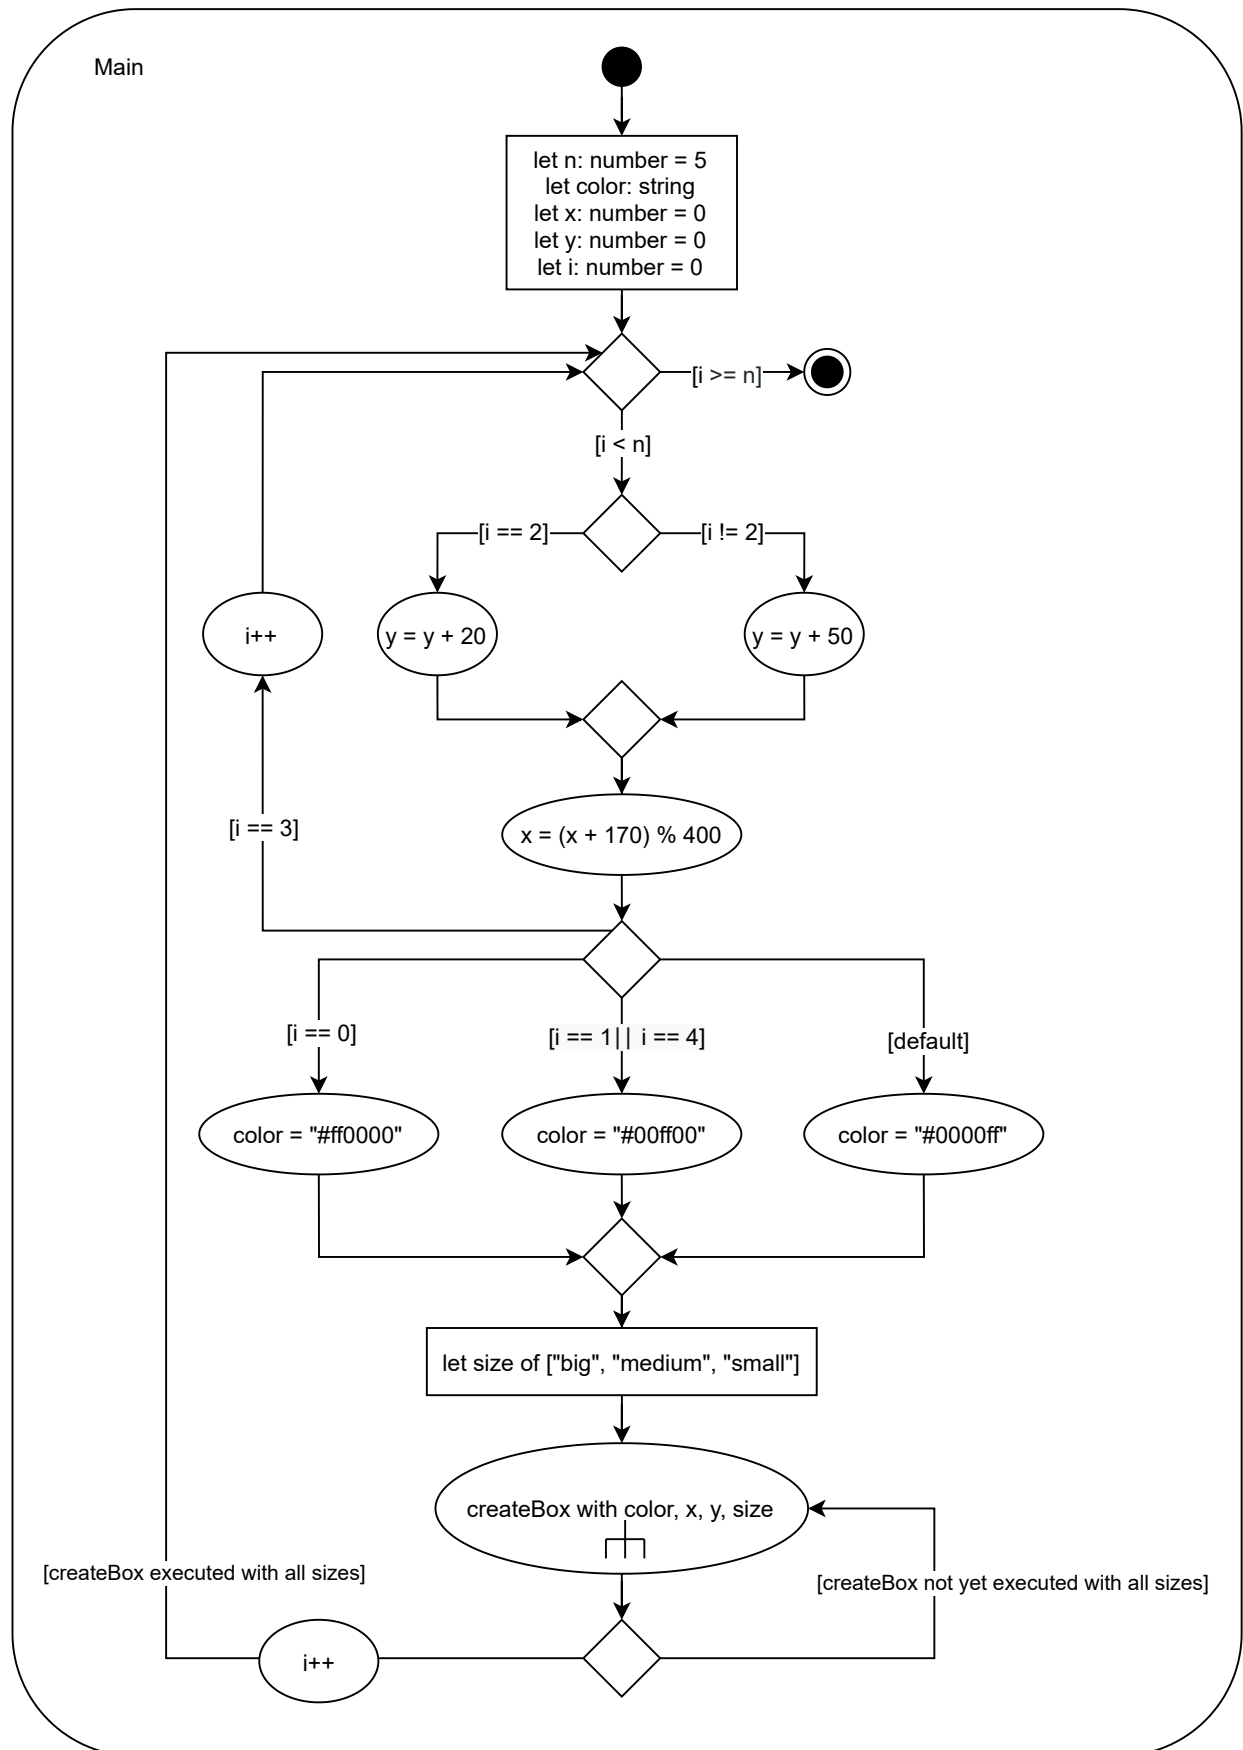 Main
let n: number = 5
let color: string
let x: number = 0
let y: number = 0
let i: number = 0
[i >= n]
[i < n]
[i == 2]
[i != 2]
i++
y = y + 20
y = y + 50
[i == 3]
x = (x + 170) % 400
[i == 0]
[i == 1|| i == 4]
[default]
color = "#ff0000"
color = "#00ff00"
color = "#0000ff"
let size of ["big", "medium", "small"]
createBox with color, x, y, size
[createBox executed with all sizes]
[createBox not yet executed with all sizes]
i++